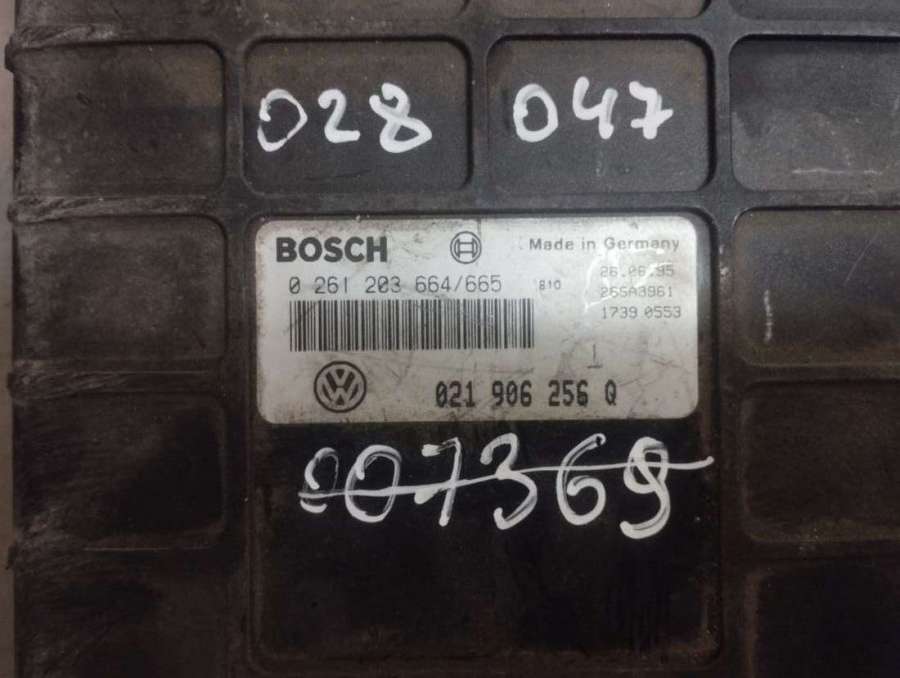 028 047
BOSCH Made in Germany
0 261 203 664/665 810 26.06.95
265A3961
1739 0553
1
021 906 256 Q
007369